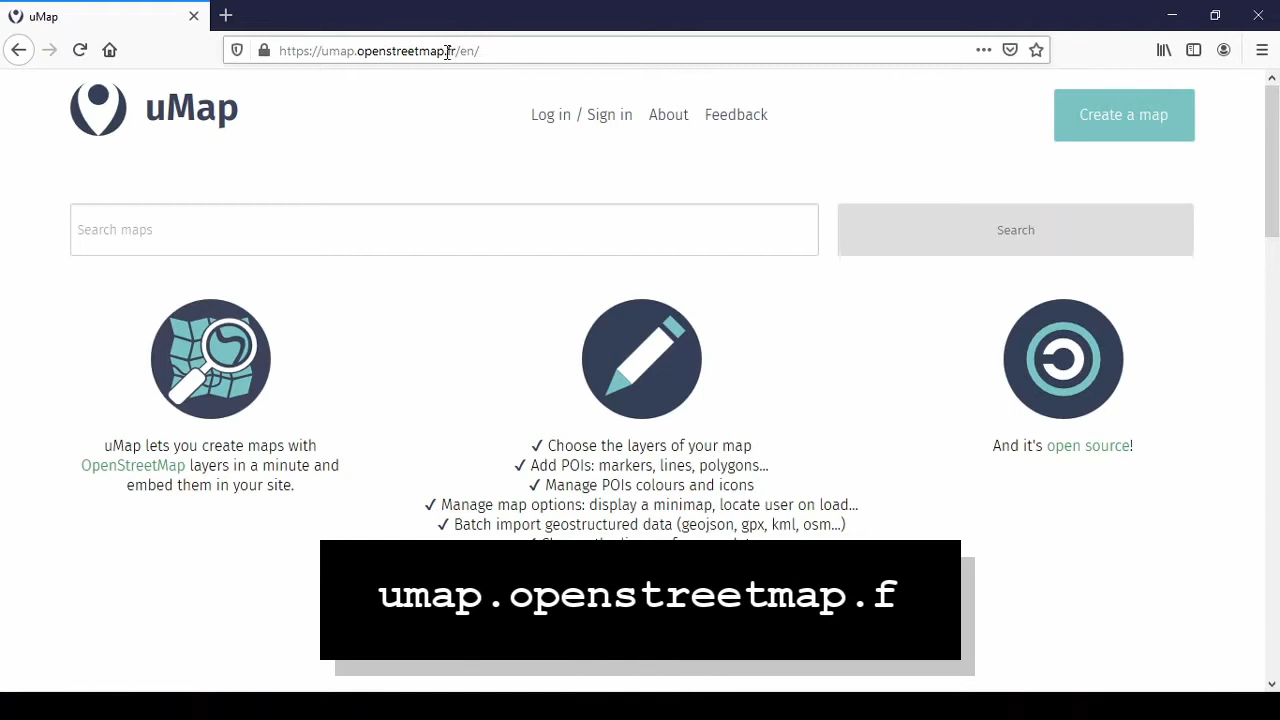 uMap
https://umap.openstreetmap.fr/en/
uMap
Log in / Sign in
About
Feedback
Create a map
Search maps
Search
uMap lets you create maps with
OpenStreetMap layers in a minute and
embed them in your site.
✓ Choose the layers of your map
✓ Add POIs: markers, lines, polygons...
✓ Manage POIs colours and icons
✓ Manage map options: display a minimap, locate user on load...
✓ Batch import geostructured data (geojson, gpx, kml, osm...)
And it's open source!
umap.openstreetmap.f